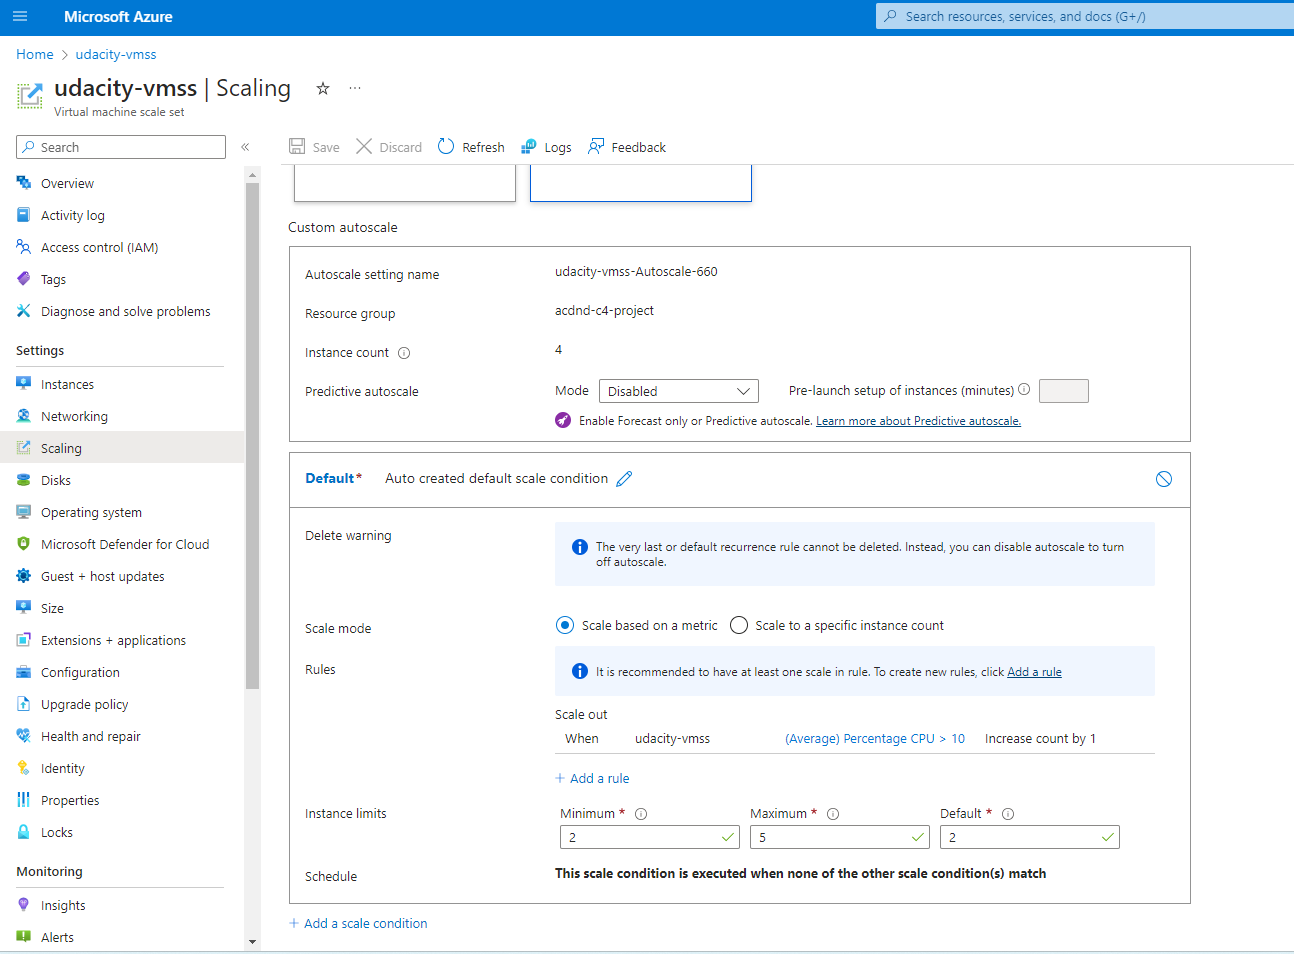 Microsoft Azure
Search resources, services, and docs (G+/)
Home > udacity-vmss
udacity-vmss | Scaling
Virtual machine scale set
Search
Save Discard Refresh Logs Feedback
Overview
Activity log
Access control (IAM)
Tags
Diagnose and solve problems
Settings
Instances
Networking
Scaling
Disks
Operating system
Microsoft Defender for Cloud
Guest + host updates
Size
Extensions + applications
Configuration
Upgrade policy
Health and repair
Identity
Properties
Locks
Monitoring
Insights
Alerts
Custom autoscale
Autoscale setting name udacity-vmss-Autoscale-660
Resource group acdnd-c4-project
Instance count 4
Predictive autoscale Mode Disabled Pre-launch setup of instances (minutes)
Enable Forecast only or Predictive autoscale. Learn more about Predictive autoscale.
Default* Auto created default scale condition
Delete warning
The very last or default recurrence rule cannot be deleted. Instead, you can disable autoscale to turn
off autoscale.
Scale mode Scale based on a metric Scale to a specific instance count
Rules It is recommended to have at least one scale in rule. To create new rules, click Add a rule
Scale out
When udacity-vmss (Average) Percentage CPU > 10 Increase count by 1
+ Add a rule
Instance limits Minimum * Maximum * Default *
2 5 2
Schedule This scale condition is executed when none of the other scale condition(s) match
+ Add a scale condition